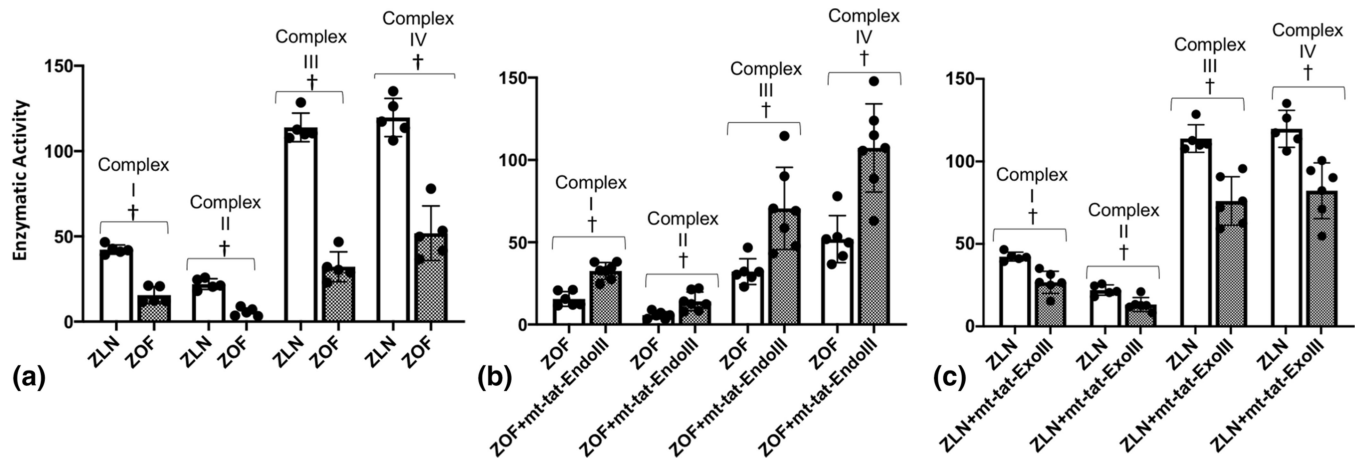 Enzymatic Activity
150
100
50
0
Complex
I
†
Complex
II
†
Complex
III
†
Complex
IV
†
ZLN
ZOF
ZLN
ZOF
ZLN
ZOF
ZLN
ZOF
(a)
150
100
50
0
Complex
I
†
Complex
II
†
Complex
III
†
Complex
IV
†
ZOF
ZOF+mt-tat-EndoIII
ZOF
ZOF+mt-tat-EndoIII
ZOF
ZOF+mt-tat-EndoIII
ZOF
ZOF+mt-tat-EndoIII
(b)
150
100
50
0
Complex
I
†
Complex
II
†
Complex
III
†
Complex
IV
†
ZLN
ZLN+mt-tat-ExoIII
ZLN
ZLN+mt-tat-ExoIII
ZLN
ZLN+mt-tat-ExoIII
ZLN
ZLN+mt-tat-ExoIII
(c)